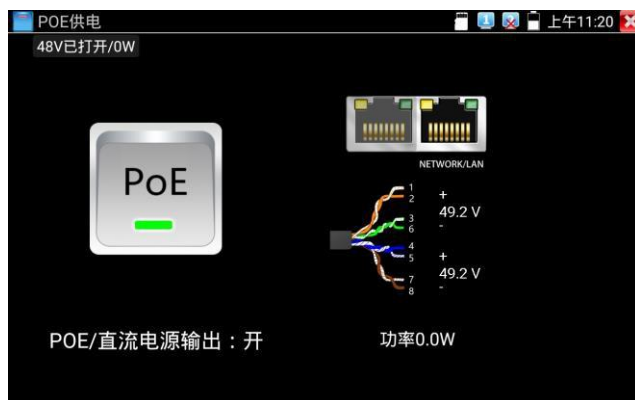 POE供电
上午11:20
48V已打开/0W
PoE
NETWORK/LAN
1
2
+
49.2 V
3
6
-
4
5
+
49.2 V
7
8
-
POE/直流电源输出：开
功率0.0W